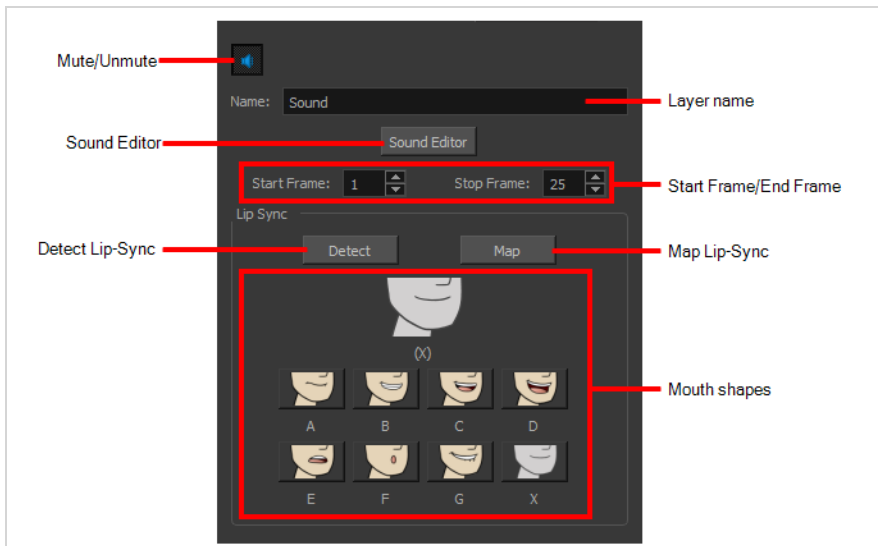 Mute/Unmute
Name: Sound
Layer name
Sound Editor
Sound Editor
Start Frame: 1 Stop Frame: 25
Start Frame/End Frame
Lip Sync
Detect Lip-Sync
Detect Map
Map Lip-Sync
(X)
Mouth shapes
A B C D
E F G X